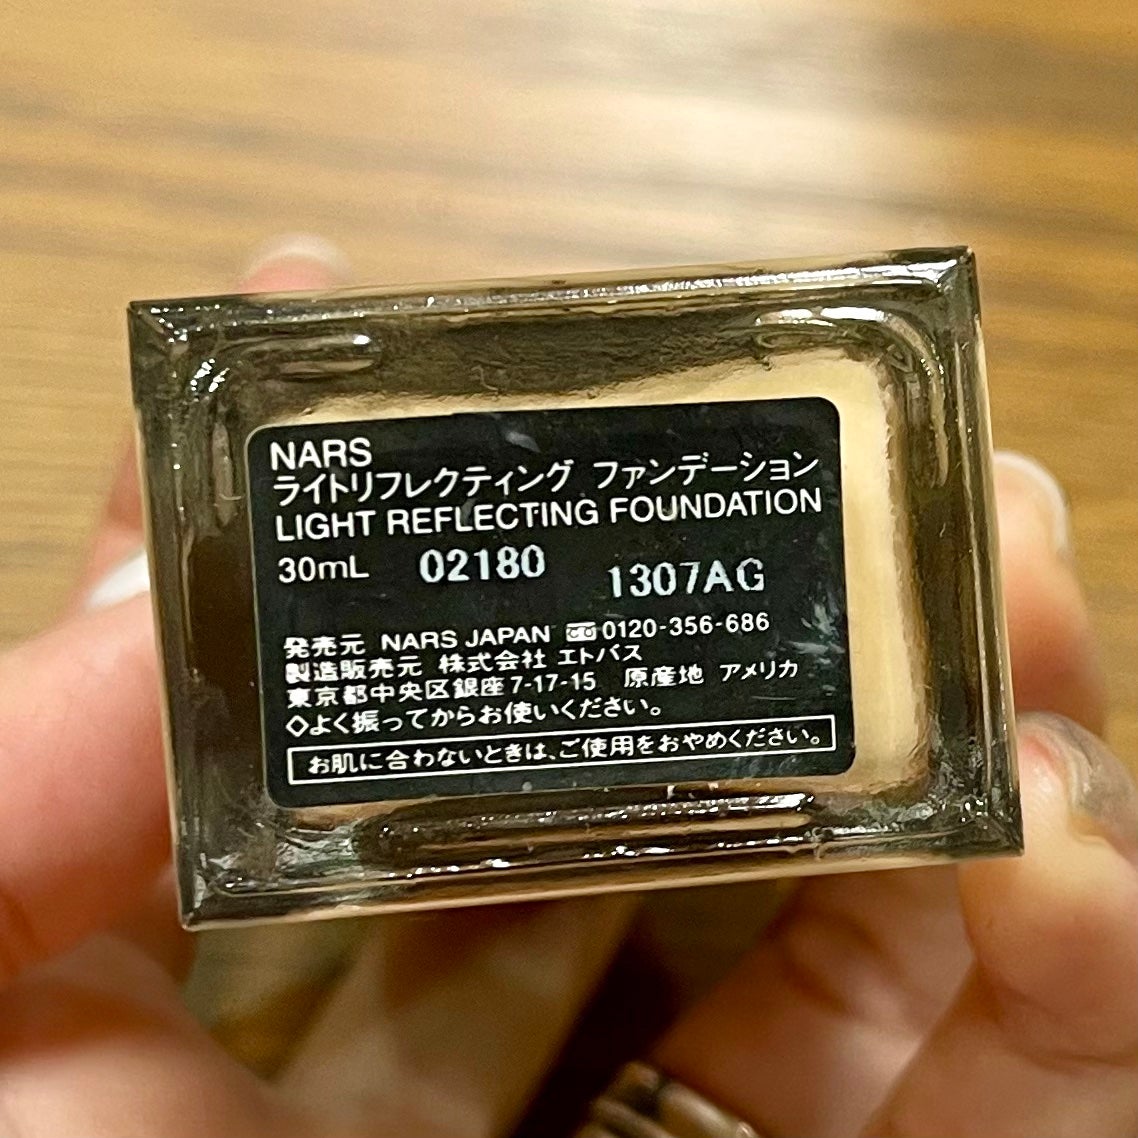 NARS
ライトリフレクティング ファンデーション
LIGHT REFLECTING FOUNDATION
30mL 02180 1307AG
発売元 NARS JAPAN 0120-356-686
製造販売元 株式会社 エトバス
東京都中央区銀座7-17-15 原産地 アメリカ
◇よく振ってからお使いください。
お肌に合わないときは、ご使用をおやめください。